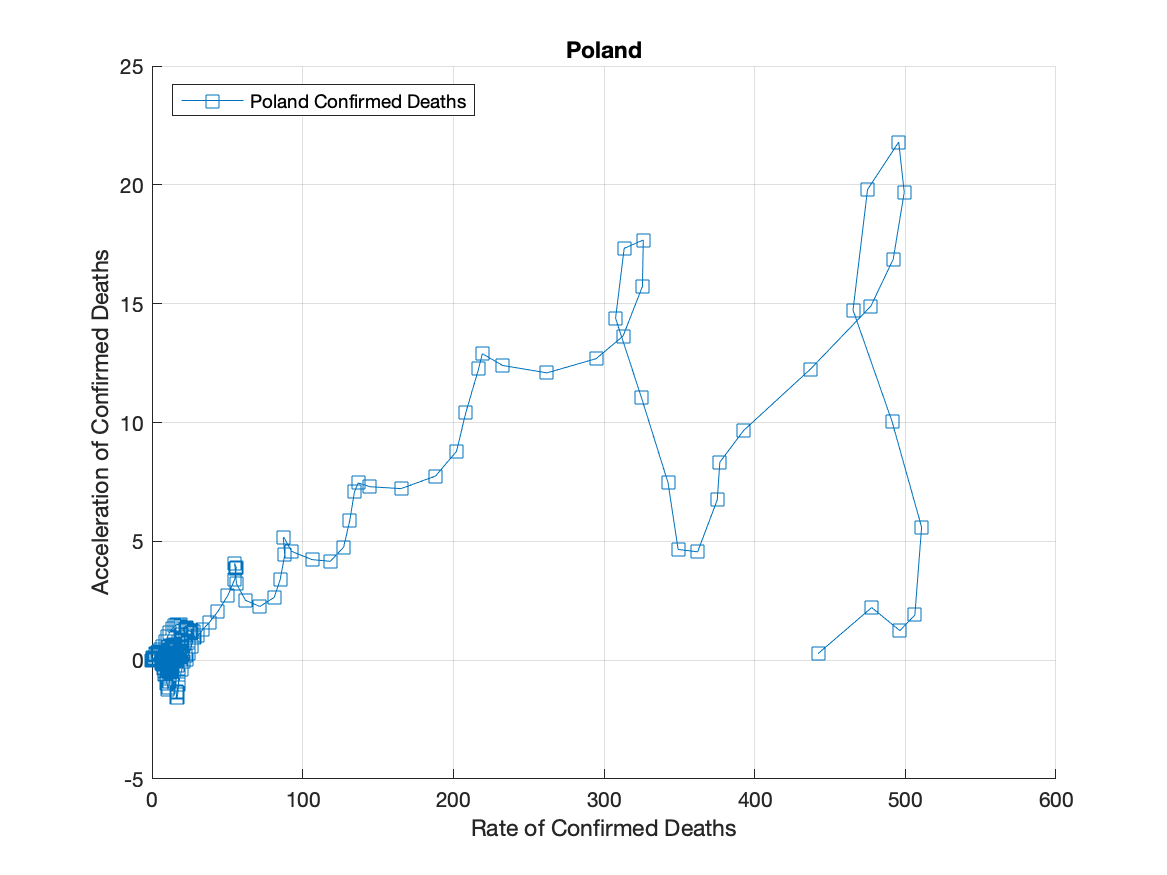 Poland
Poland Confirmed Deaths
25
20
15
10
5
0
-5
Acceleration of Confirmed Deaths
0 100 200 300 400 500 600
Rate of Confirmed Deaths